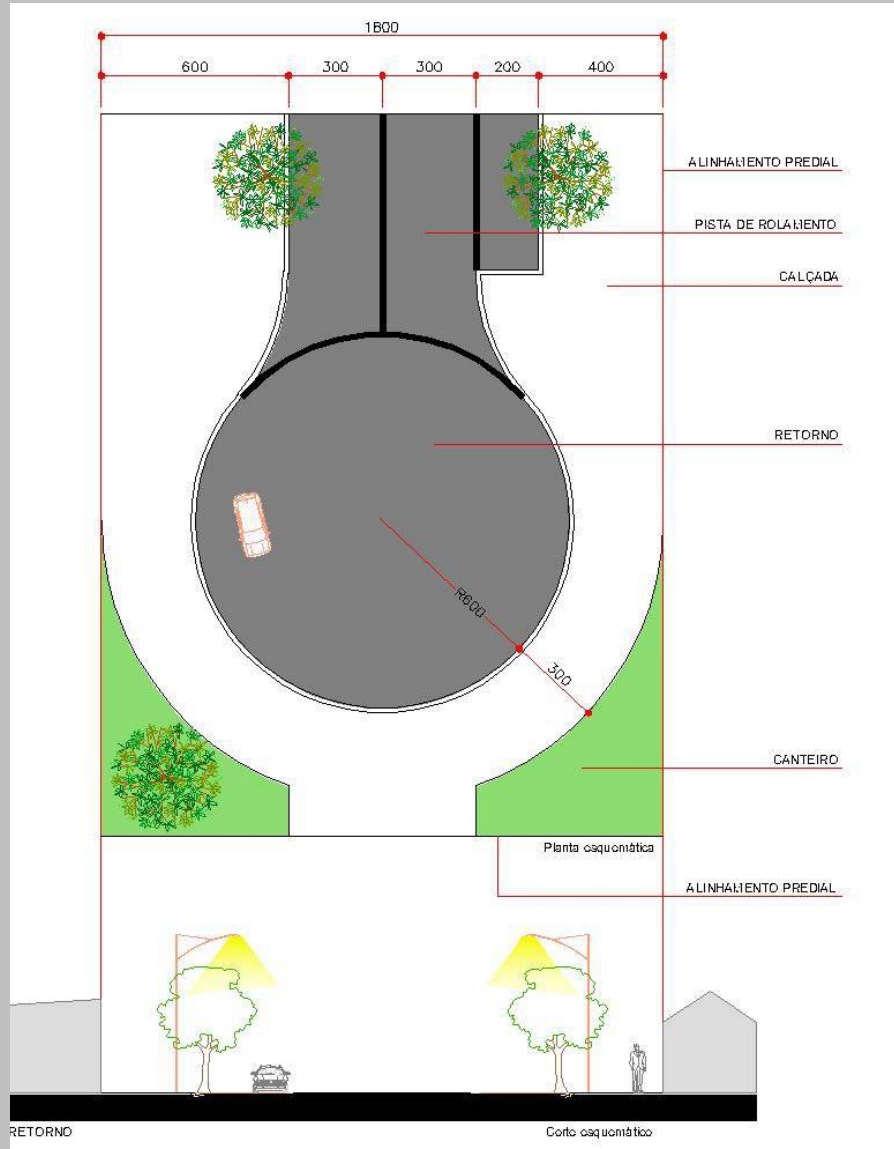 1800
600 300 300 200 400
ALINHAMENTO PREDIAL
PISTA DE ROLAMENTO
CALÇADA
RETORNO
R600
300
CANTEIRO
Planta esquemática
ALINHAMENTO PREDIAL
RETORNO
Corte esquemático